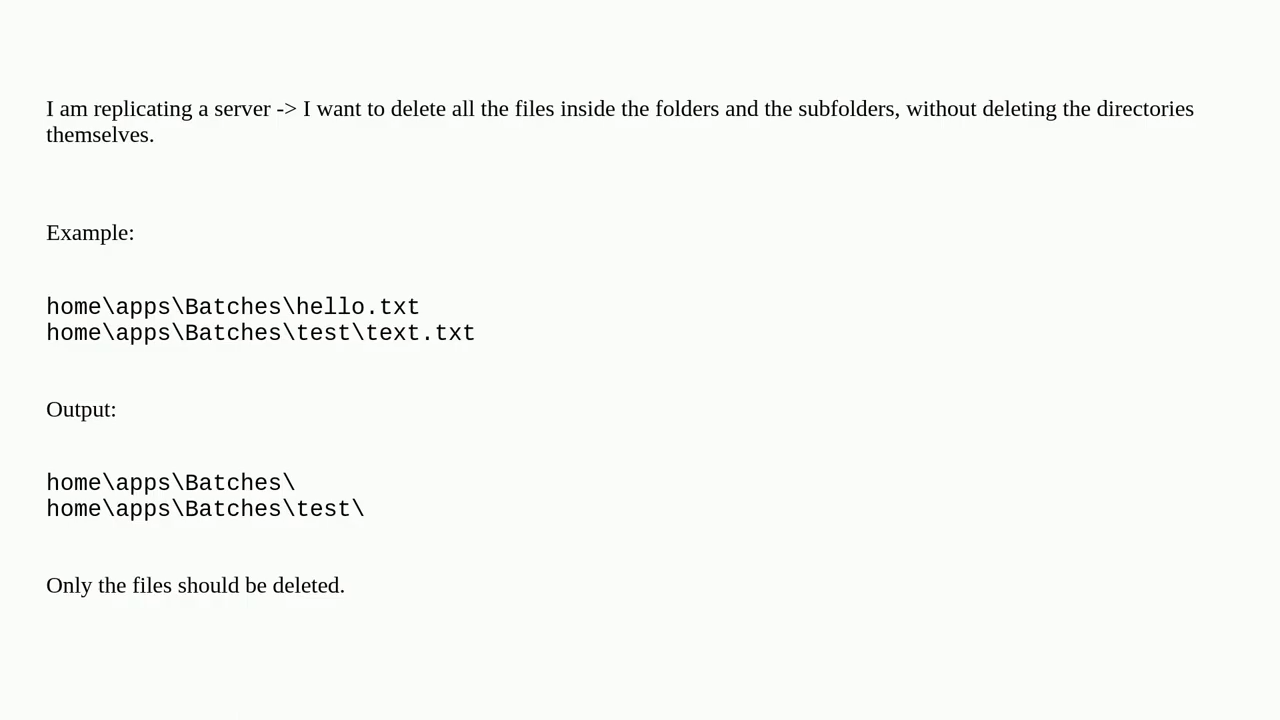 I am replicating a server -> I want to delete all the files inside the folders and the subfolders, without deleting the directories
themselves.
Example:
home\apps\Batches\hello.txt
home\apps\Batches\test\text.txt
Output:
home\apps\Batches\
home\apps\Batches\test\
Only the files should be deleted.